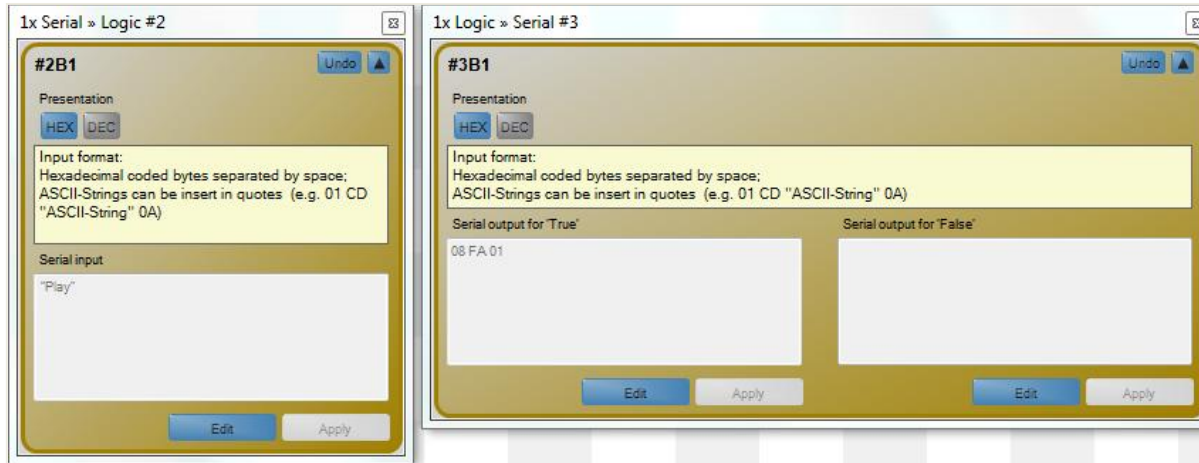 1x Serial » Logic #2
#2B1
Undo
Presentation
HEX DEC
Input format:
Hexadecimal coded bytes separated by space;
ASCII-Strings can be insert in quotes (e.g. 01 CD
"ASCII-String" 0A)
Serial input
"Play"
Edit Apply
1x Logic » Serial #3
#3B1
Undo
Presentation
HEX DEC
Input format:
Hexadecimal coded bytes separated by space;
ASCII-Strings can be insert in quotes (e.g. 01 CD "ASCII-String" 0A)
Serial output for 'True' Serial output for 'False'
08 FA 01
Edit Apply Edit Apply